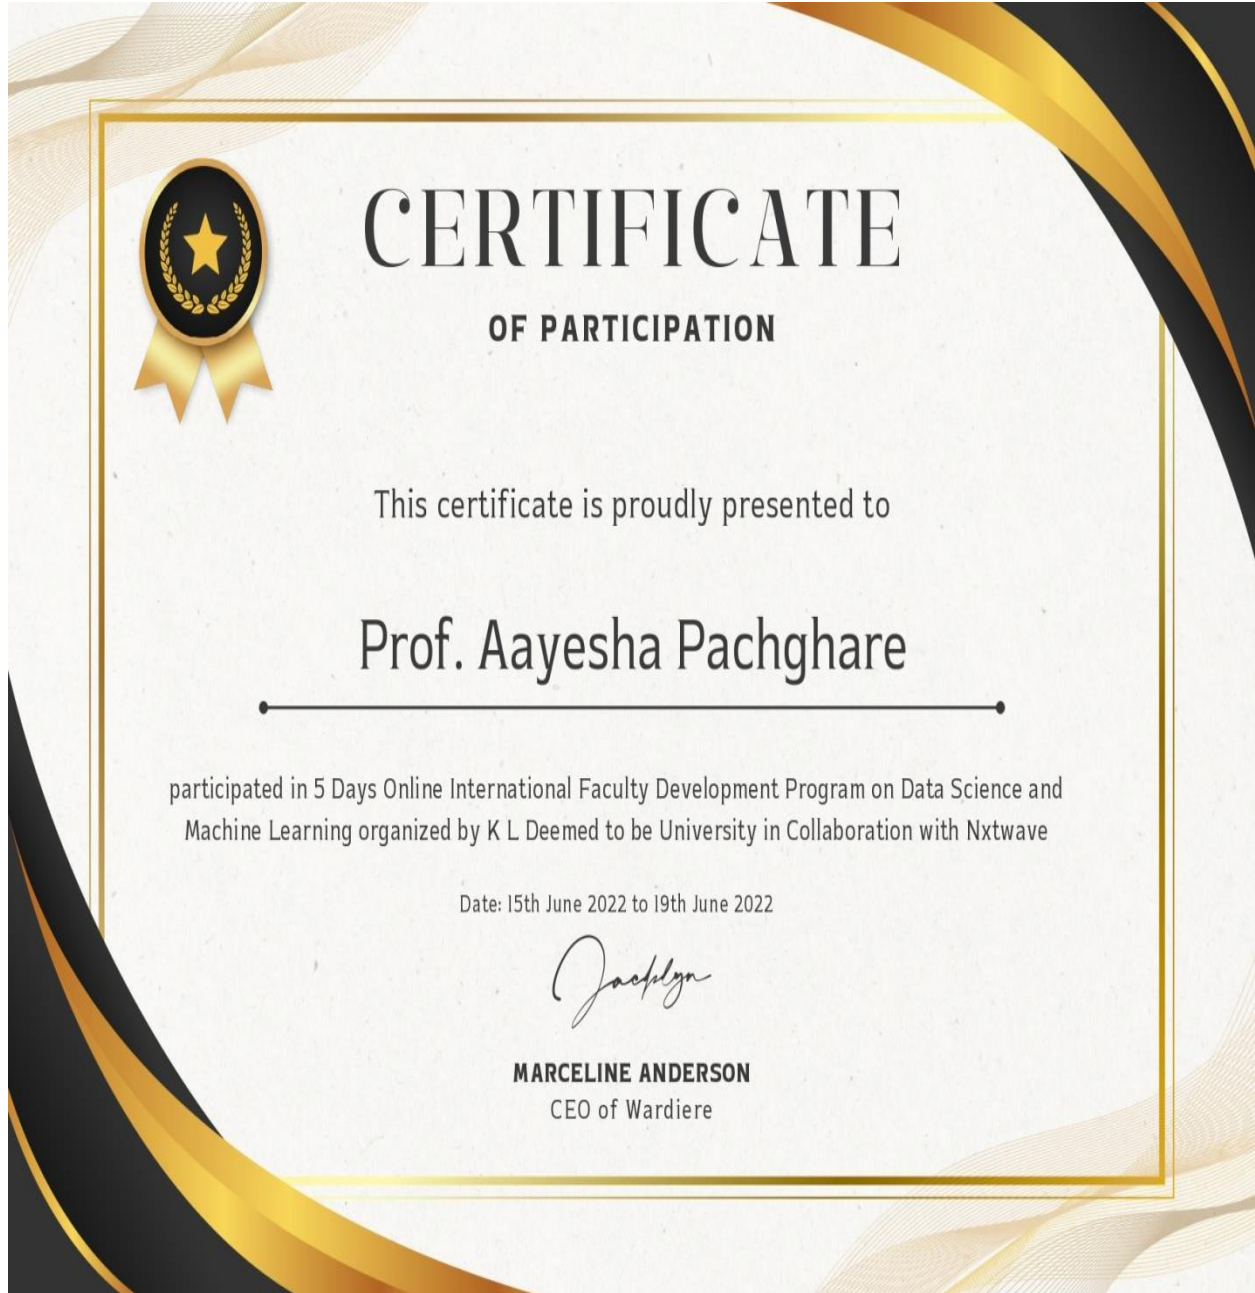 CERTIFICATE
OF PARTICIPATION
This certificate is proudly presented to
Prof. Aayesha Pachghare
participated in 5 Days Online International Faculty Development Program on Data Science and
Machine Learning organized by K L Deemed to be University in Collaboration with Nxtwave
Date: 15th June 2022 to 19th June 2022
Jacklyn
MARCELINE ANDERSON
CEO of Wardiere